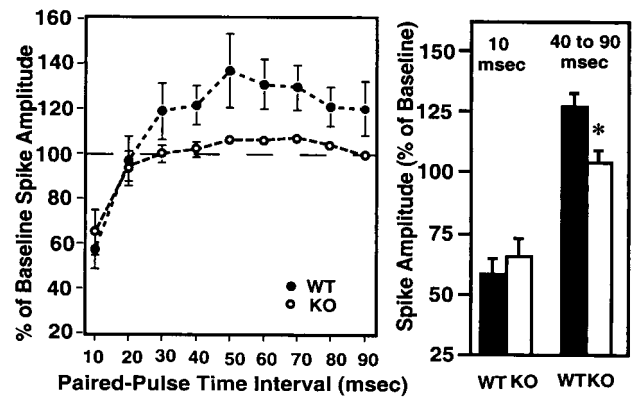 % of Baseline Spike Amplitude
160
140
120
100
80
60
40
20
WT
KO
10 20 30 40 50 60 70 80 90
Paired-Pulse Time Interval (msec)
Spike Amplitude (% of Baseline)
150
125
100
75
50
25
10
msec
40 to 90
msec
*
WT KO WT KO